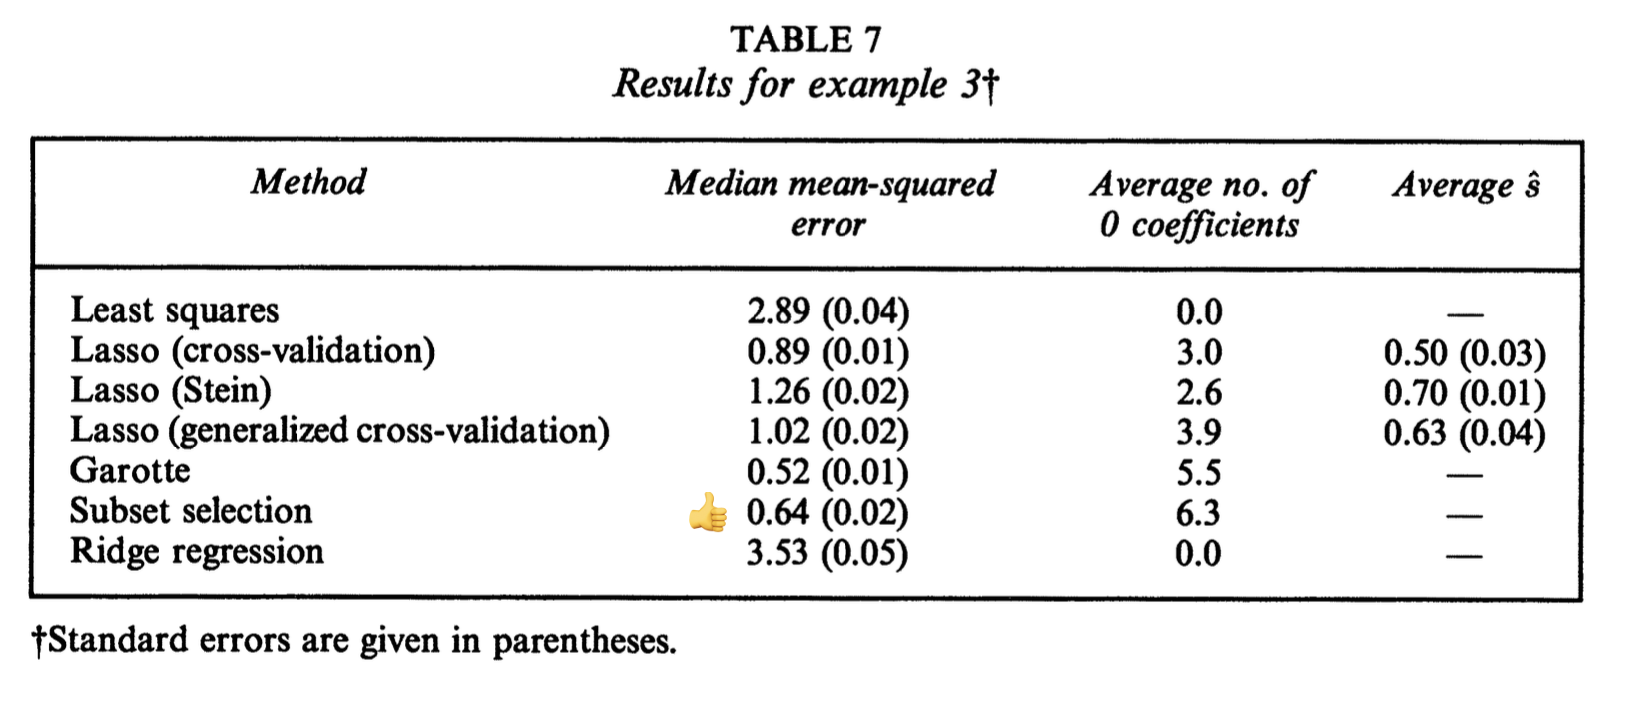 TABLE 7
Results for example 3†
Method Median mean-squared error Average no. of 0 coefficients Average ŝ
Least squares 2.89 (0.04) 0.0 —
Lasso (cross-validation) 0.89 (0.01) 3.0 0.50 (0.03)
Lasso (Stein) 1.26 (0.02) 2.6 0.70 (0.01)
Lasso (generalized cross-validation) 1.02 (0.02) 3.9 0.63 (0.04)
Garotte 0.52 (0.01) 5.5 —
Subset selection 👍 0.64 (0.02) 6.3 —
Ridge regression 3.53 (0.05) 0.0 —
†Standard errors are given in parentheses.